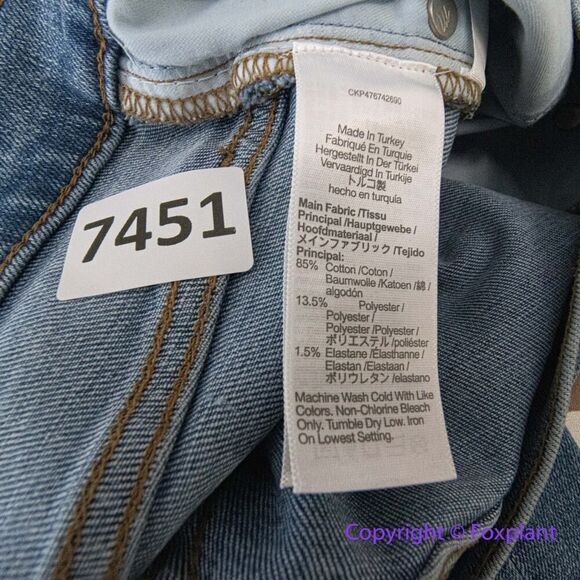 CKP476742690
Made In Turkey
Fabriqué En Turquie
Hergestellt In Der Türkei
Vervaardigd In Turkije
トルコ製
hecho en turquía
Main Fabric /Tissu
Principal /Hauptgewebe /
Hoofdmateriaal /
メインファブリック /Tejido
Principal:
85% Cotton /Coton /
Baumwolle /Katoen /綿 /
algodón
13.5% Polyester /
Polyester /
Polyester /Polyester /
ポリエステル /poliéster
1.5% Elastane /Élasthanne /
Elastan /Elastaan /
ポリウレタン /elastano
Machine Wash Cold With Like
Colors. Non-Chlorine Bleach
Only. Tumble Dry Low. Iron
On Lowest Setting.
7451
Copyright © Foxplant